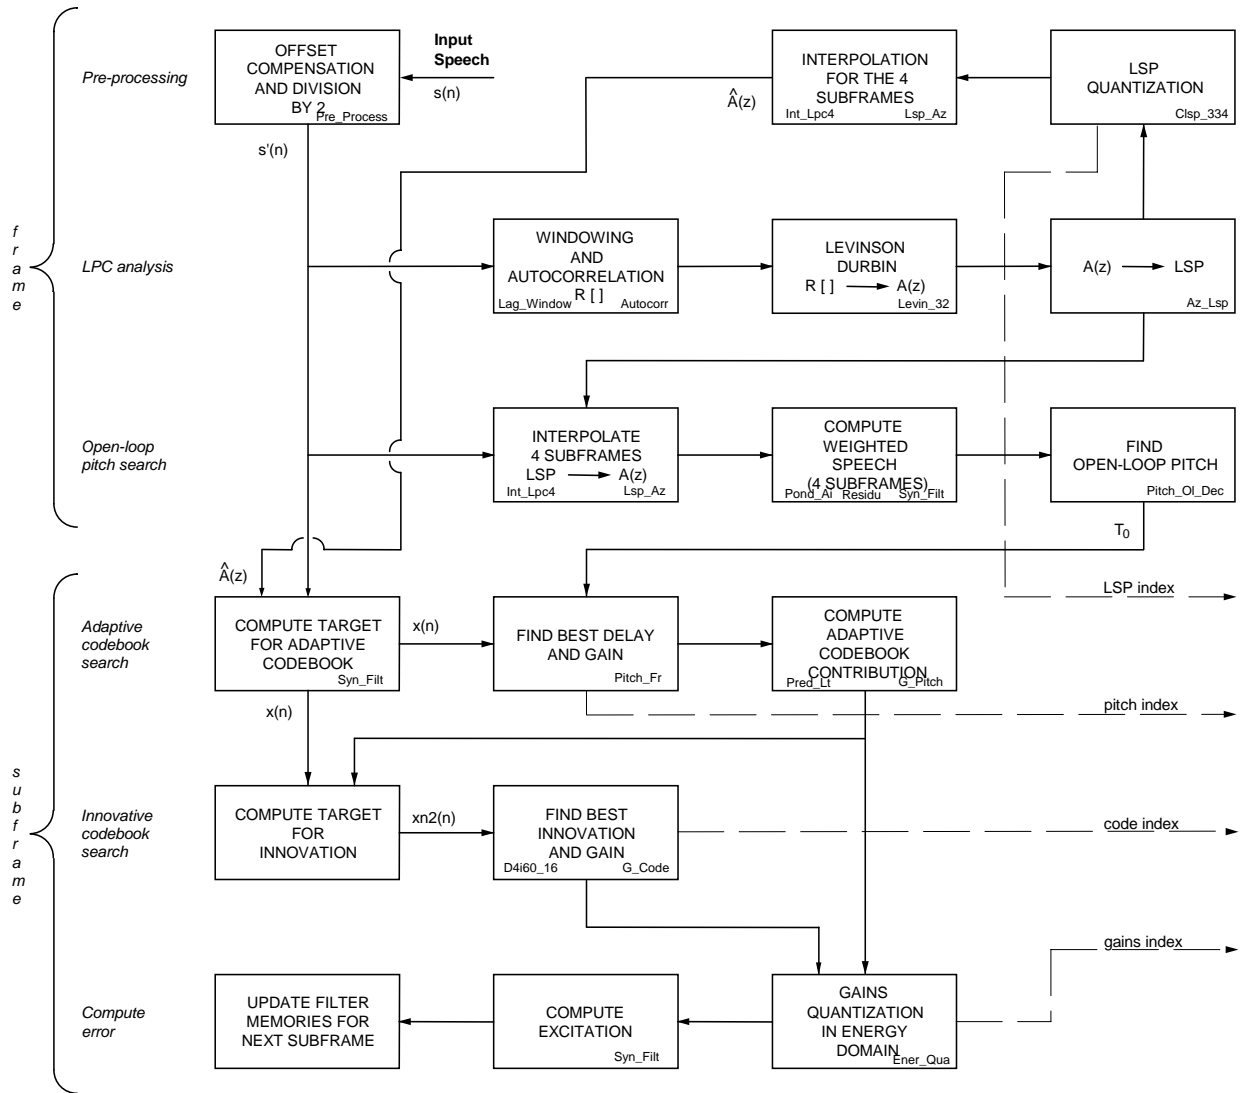 Pre-processing
OFFSET
COMPENSATION
AND DIVISION
BY 2
Pre_Process
Input
Speech
s(n)
s'(n)
Â(z)
INTERPOLATION
FOR THE 4
SUBFRAMES
Int_Lpc4 Lsp_Az
LSP
QUANTIZATION
Clsp_334
frame
LPC analysis
WINDOWING
AND
AUTOCORRELATION
R [ ]
Lag_Window Autocorr
LEVINSON
DURBIN
R [ ] A(z)
Levin_32
A(z) LSP
Az_Lsp
Open-loop
pitch search
INTERPOLATE
4 SUBFRAMES
LSP A(z)
Int_Lpc4 Lsp_Az
COMPUTE
WEIGHTED
SPEECH
(4 SUBFRAMES)
Pond_Ai Residu Syn_Filt
FIND
OPEN-LOOP PITCH
Pitch_Ol_Dec
T0
Â(z)
LSP index
subframe
Adaptive
codebook
search
COMPUTE TARGET
FOR ADAPTIVE
CODEBOOK
Syn_Filt
x(n)
FIND BEST DELAY
AND GAIN
Pitch_Fr
COMPUTE
ADAPTIVE
CODEBOOK
CONTRIBUTION
Pred_Lt G_Pitch
x(n)
pitch index
Innovative
codebook
search
COMPUTE TARGET
FOR
INNOVATION
xn2(n)
FIND BEST
INNOVATION
AND GAIN
D4i60_16 G_Code
code index
gains index
Compute
error
UPDATE FILTER
MEMORIES FOR
NEXT SUBFRAME
COMPUTE
EXCITATION
Syn_Filt
GAINS
QUANTIZATION
IN ENERGY
DOMAIN
Ener_Qua